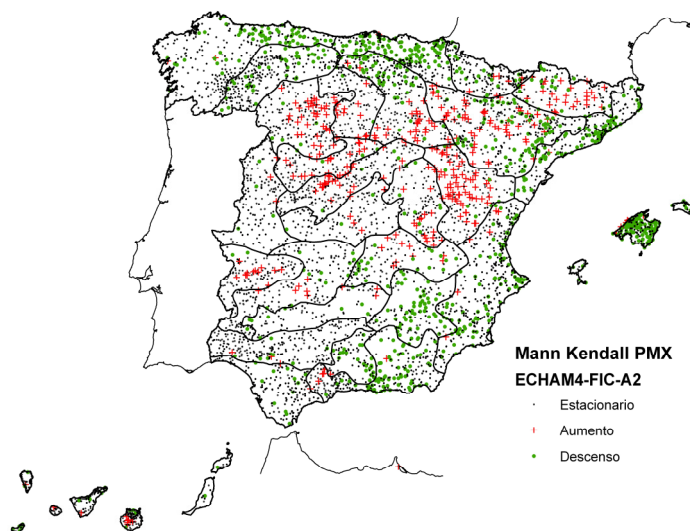 Mann Kendall PMX
ECHAM4-FIC-A2
Estacionario
Aumento
Descenso